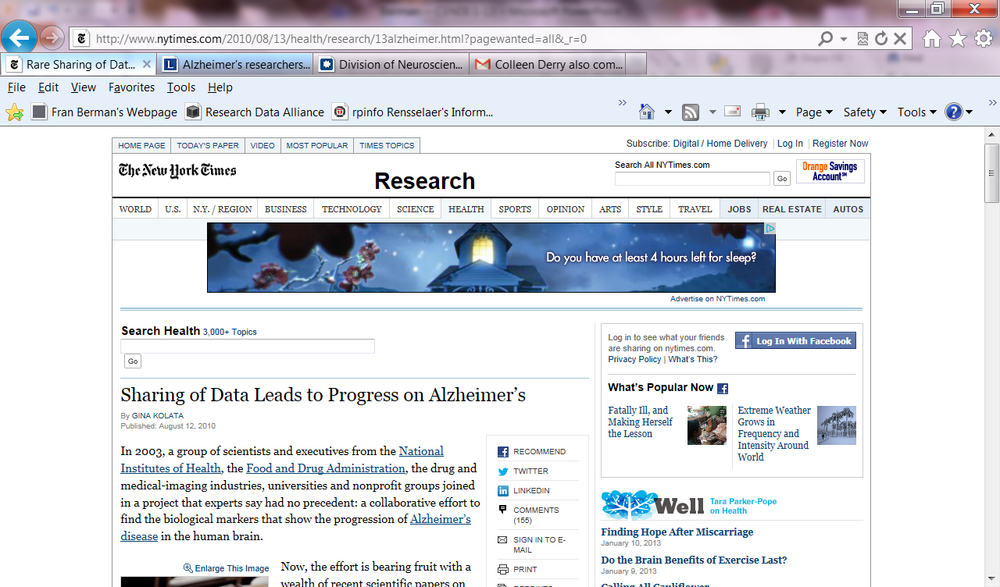 http://www.nytimes.com/2010/08/13/health/research/13alzheimer.html?pagewanted=all&_r=0
Rare Sharing of Dat...
Alzheimer's researchers...
Division of Neuroscien...
Colleen Derry also com...
File Edit View Favorites Tools Help
Fran Berman's Webpage Research Data Alliance rpinfo Rensselaer's Inform...
Page Safety Tools
HOME PAGE TODAY'S PAPER VIDEO MOST POPULAR TIMES TOPICS
Subscribe: Digital / Home Delivery Log In Register Now
The New York Times
Research
Search All NYTimes.com
Go
Orange Savings
Account SM
WORLD U.S. N.Y. / REGION BUSINESS TECHNOLOGY SCIENCE HEALTH SPORTS OPINION ARTS STYLE TRAVEL JOBS REAL ESTATE AUTOS
Do you have at least 4 hours left for sleep?
Advertise on NYTimes.com
Search Health 3,000+ Topics
Go
Sharing of Data Leads to Progress on Alzheimer's
By GINA KOLATA
Published: August 12, 2010
In 2003, a group of scientists and executives from the National
Institutes of Health, the Food and Drug Administration, the drug and
medical-imaging industries, universities and nonprofit groups joined
in a project that experts say had no precedent: a collaborative effort to
find the biological markers that show the progression of Alzheimer's
disease in the human brain.
Enlarge This Image
Now, the effort is bearing fruit with a
wealth of recent scientific papers on
RECOMMEND
TWITTER
LINKEDIN
COMMENTS
(155)
SIGN IN TO E-
MAIL
PRINT
Log in to see what your friends
are sharing on nytimes.com.
Privacy Policy | What's This?
Log In With Facebook
What's Popular Now
Fatally Ill, and
Making Herself
the Lesson
Extreme Weather
Grows in
Frequency and
Intensity Around
World
Well
Tara Parker-Pope
on Health
Finding Hope After Miscarriage
January 10, 2013
Do the Brain Benefits of Exercise Last?
January 9, 2013
Calling All Cauliflower